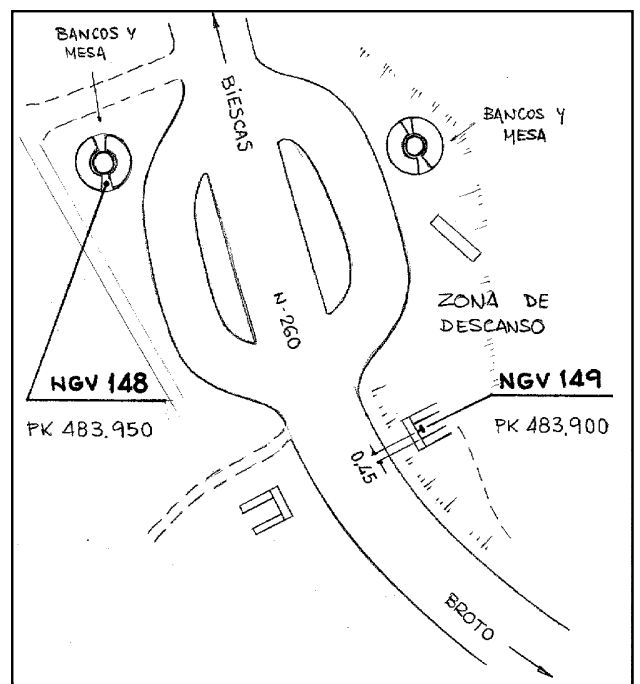 BANCOS Y
MESA
BIESCAS
BANCOS Y
MESA
N-260
ZONA DE
DESCANSO
NGV 148
PK 483.950
NGV 149
PK 483,900
0,45
BROTO